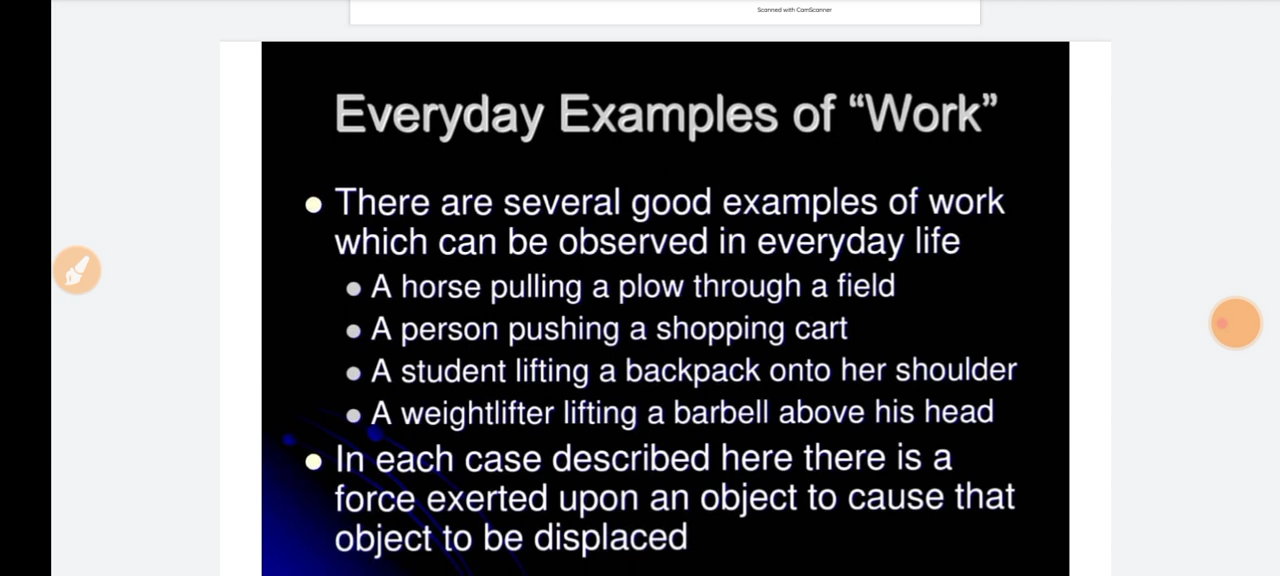 Scanned with CamScanner
Everyday Examples of “Work”
There are several good examples of work
which can be observed in everyday life
A horse pulling a plow through a field
A person pushing a shopping cart
A student lifting a backpack onto her shoulder
A weightlifter lifting a barbell above his head
In each case described here there is a
force exerted upon an object to cause that
object to be displaced